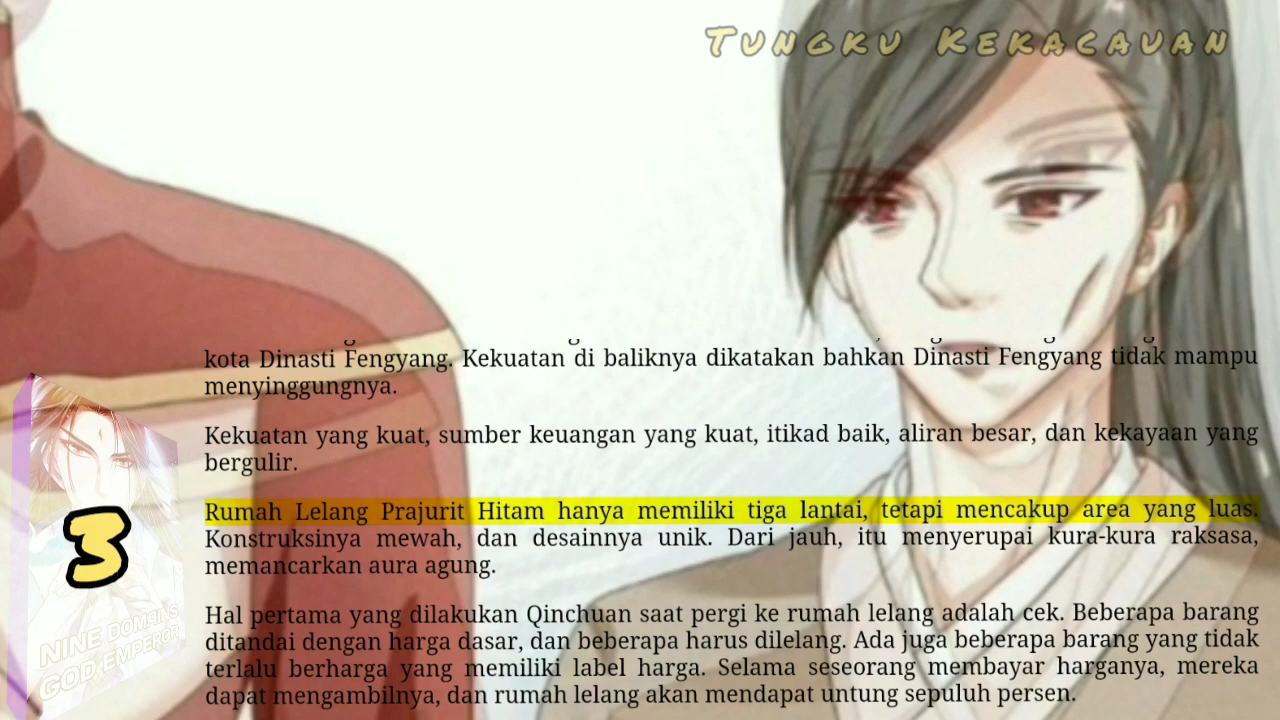 Tungku Kekacauan
kota Dinasti Fengyang. Kekuatan di baliknya dikatakan bahkan Dinasti Fengyang tidak mampu
menyinggungnya.
Kekuatan yang kuat, sumber keuangan yang kuat, itikad baik, aliran besar, dan kekayaan yang
bergulir.
Rumah Lelang Prajurit Hitam hanya memiliki tiga lantai, tetapi mencakup area yang luas.
Konstruksinya mewah, dan desainnya unik. Dari jauh, itu menyerupai kura-kura raksasa,
memancarkan aura agung.
Hal pertama yang dilakukan Qinchuan saat pergi ke rumah lelang adalah cek. Beberapa barang
ditandai dengan harga dasar, dan beberapa harus dilelang. Ada juga beberapa barang yang tidak
terlalu berharga yang memiliki label harga. Selama seseorang membayar harganya, mereka
dapat mengambilnya, dan rumah lelang akan mendapat untung sepuluh persen.
3
NINE DOMAINS
GOD EMPEROR